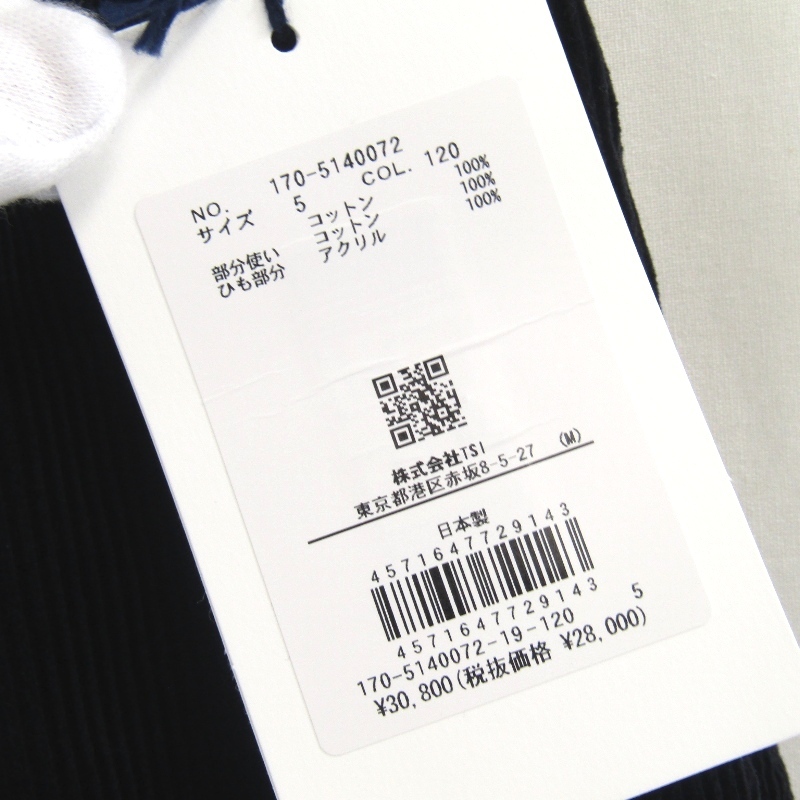 NO. 170-5140072 COL. 120
サイズ 5
コットン 100%
部分使い コットン 100%
ひも部分 アクリル 100%
株式会社TSI
東京都港区赤坂8-5-27 (M)
日本製
4571647729143
4571647729143
170-5140072-19-120 5
¥30,800(税抜価格 ¥28,000)